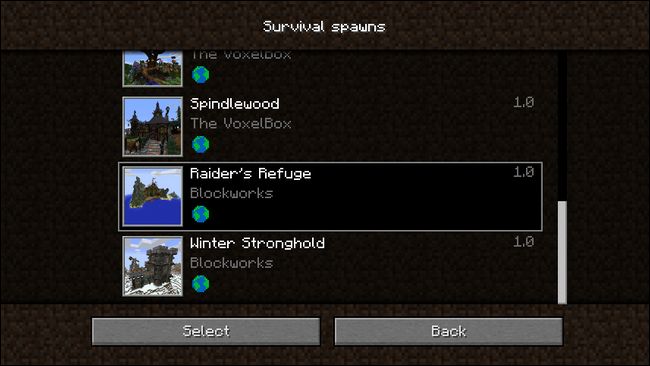 Survival spawns
The VoxelBox
Spindlewood 1.0
The VoxelBox
Raider's Refuge 1.0
Blockworks
Winter Stronghold 1.0
Blockworks
Select Back